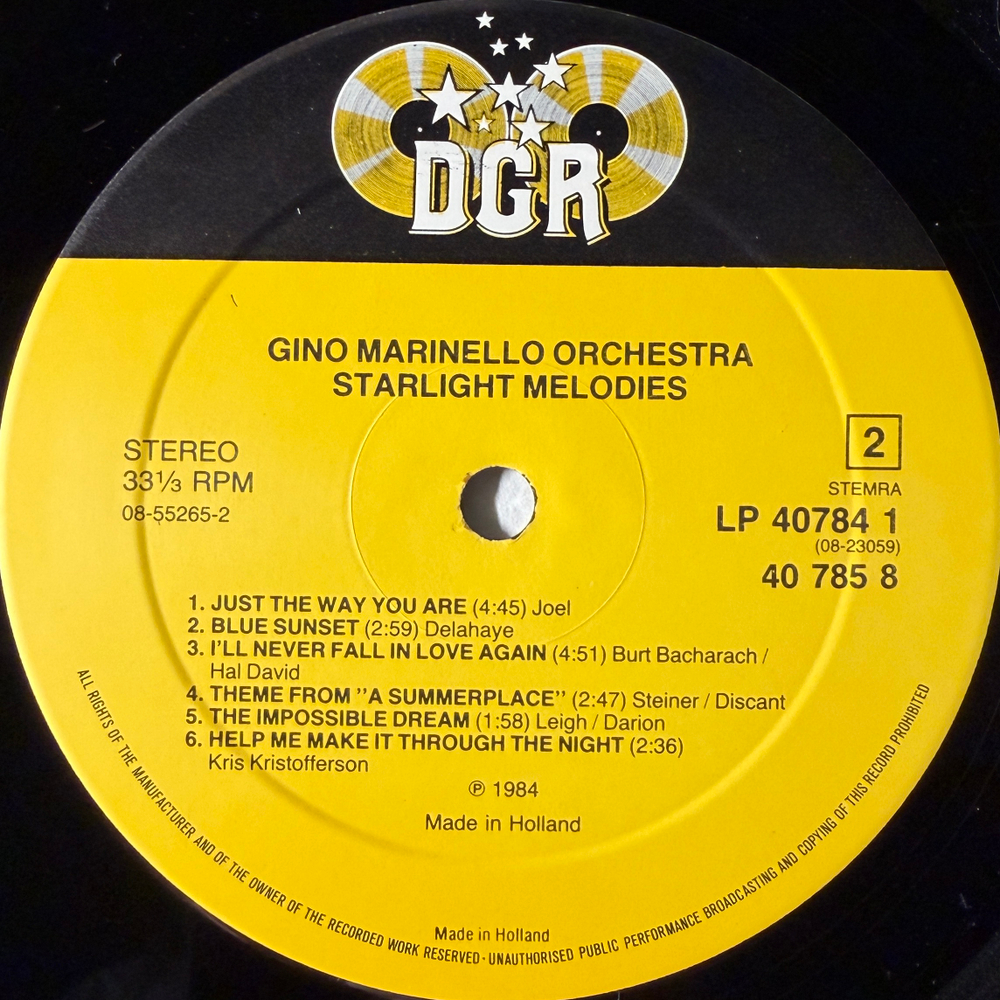 DGR
GINO MARINELLO ORCHESTRA
STARLIGHT MELODIES
STEREO
33⅓ RPM
08-55265-2
2
STEMRA
LP 40784 1
(08-23059)
40 785 8
1. JUST THE WAY YOU ARE (4:45) Joel
2. BLUE SUNSET (2:59) Delahaye
3. I'LL NEVER FALL IN LOVE AGAIN (4:51) Burt Bacharach /
Hal David
4. THEME FROM ’’A SUMMERPLACE’’ (2:47) Steiner / Discant
5. THE IMPOSSIBLE DREAM (1:58) Leigh / Darion
6. HELP ME MAKE IT THROUGH THE NIGHT (2:36)
Kris Kristofferson
℗ 1984
Made in Holland
Made in Holland
ALL RIGHTS OF THE MANUFACTURER AND OF THE OWNER OF THE RECORDED WORK RESERVED · UNAUTHORISED PUBLIC PERFORMANCE BROADCASTING AND COPYING OF THIS RECORD PROHIBITED